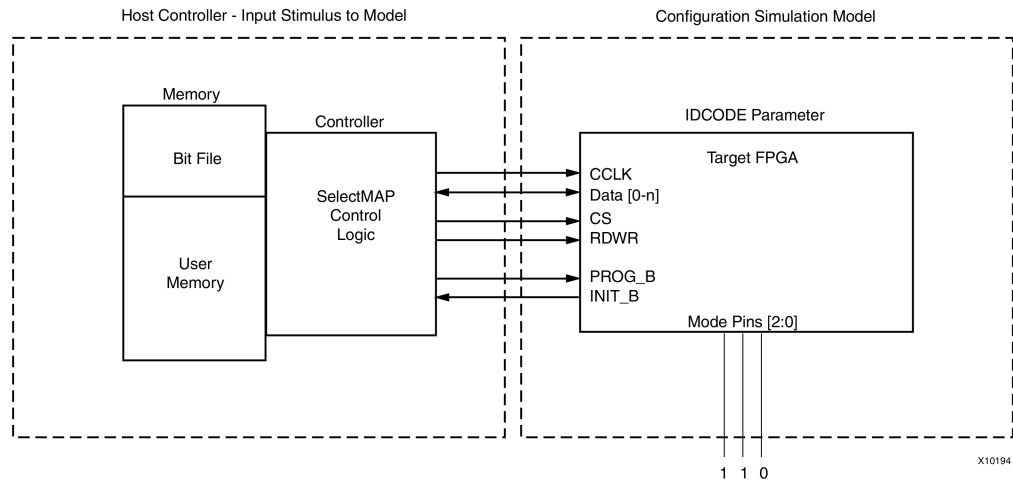 Host Controller - Input Stimulus to Model
Configuration Simulation Model
Memory
Controller
IDCODE Parameter
Bit File
Target FPGA
SelectMAP
Control
Logic
CCLK
Data [0-n]
CS
RDWR
User
Memory
PROG_B
INIT_B
Mode Pins [2:0]
X10194
1 1 0